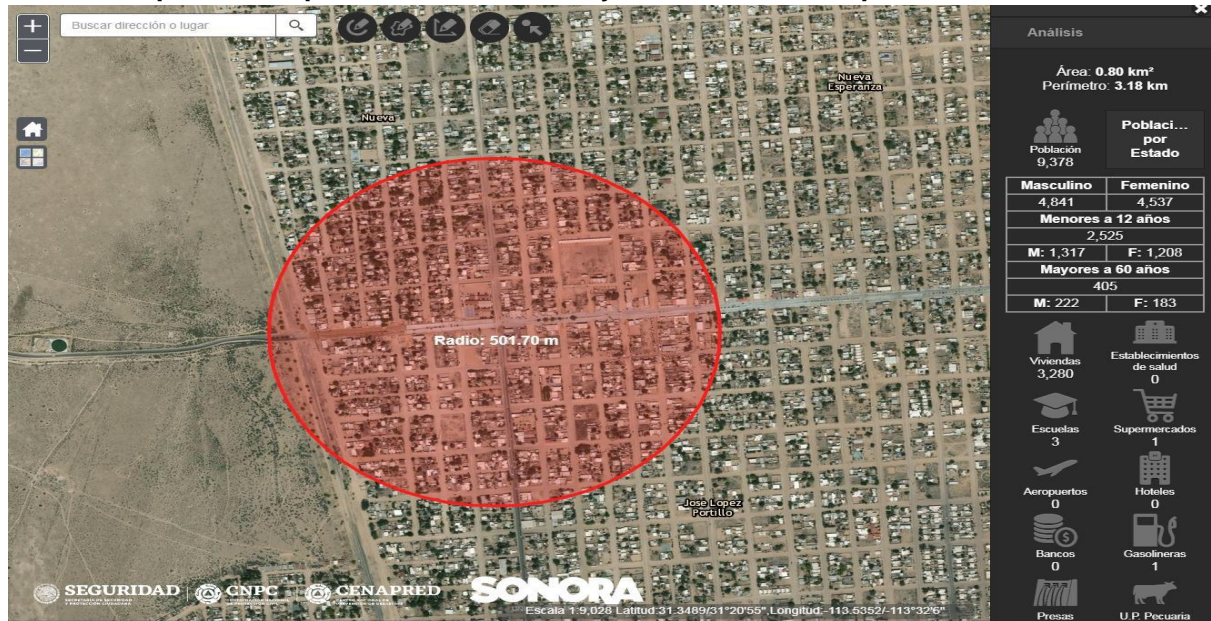 Buscar dirección o lugar
Nueva
Esperanza
Nueva
Radio: 501.70 m
Jose Lopez
Portillo
SEGURIDAD
CNPC
CENAPRED
SONORA
Escala 1:9,028 Latitud:31.3489/31°20'55",Longitud:-113.5352/-113°32'6"
Análisis
Área: 0.80 km²
Perímetro: 3.18 km
Población
9,378
Poblaci...
por
Estado
Masculino Femenino
4,841 4,537
Menores a 12 años
2,525
M: 1,317 F: 1,208
Mayores a 60 años
405
M: 222 F: 183
Viviendas
3,280
Establecimientos
de salud
0
Escuelas
3
Supermercados
1
Aeropuertos
0
Hoteles
0
Bancos
0
Gasolineras
1
Presas
U.P. Pecuaria